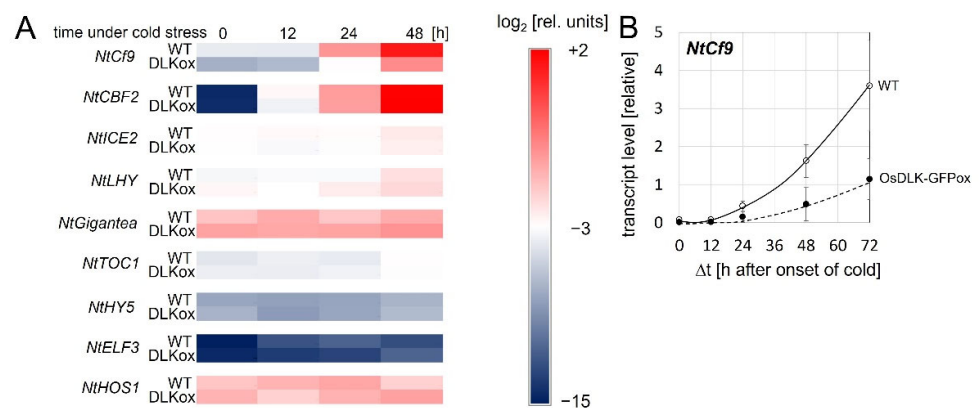 A
time under cold stress
0 12 24 48 [h]
NtCf9 WT
DLKox
NtCBF2 WT
DLKox
NtICE2 WT
DLKox
NtLHY WT
DLKox
NtGigantea WT
DLKox
NtTOC1 WT
DLKox
NtHY5 WT
DLKox
NtELF3 WT
DLKox
NtHOS1 WT
DLKox
log2 [rel. units]
+2
−3
−15
B
NtCf9
transcript level [relative]
5
4
3
2
1
0
WT
OsDLK-GFPox
0 12 24 36 48 60 72
Δt [h after onset of cold]